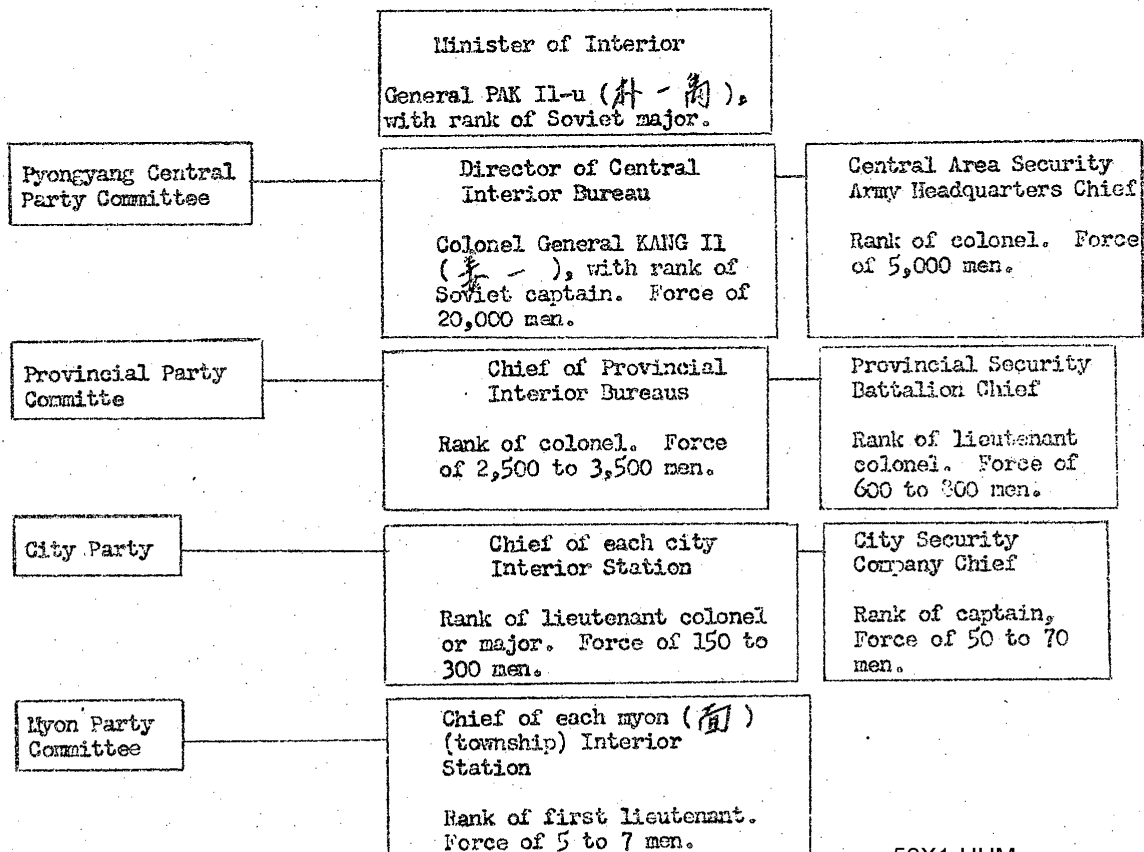 Minister of Interior
General PAK Il-u (朴一禹),
with rank of Soviet major.
Pyongyang Central
Party Committee
Director of Central
Interior Bureau
Colonel General KANG Il
(姜一), with rank of
Soviet captain. Force of
20,000 men.
Central Area Security
Army Headquarters Chief
Rank of colonel. Force
of 5,000 men.
Provincial Party
Committe
Chief of Provincial
Interior Bureaus
Rank of colonel. Force
of 2,500 to 3,500 men.
Provincial Security
Battalion Chief
Rank of lieutenant
colonel. Force of
600 to 800 men.
City Party
Chief of each city
Interior Station
Rank of lieutenant colonel
or major. Force of 150 to
300 men.
City Security
Company Chief
Rank of captain,
Force of 50 to 70
men.
Myon Party
Committee
Chief of each myon (面)
(township) Interior
Station
Rank of first lieutenant.
Force of 5 to 7 men.